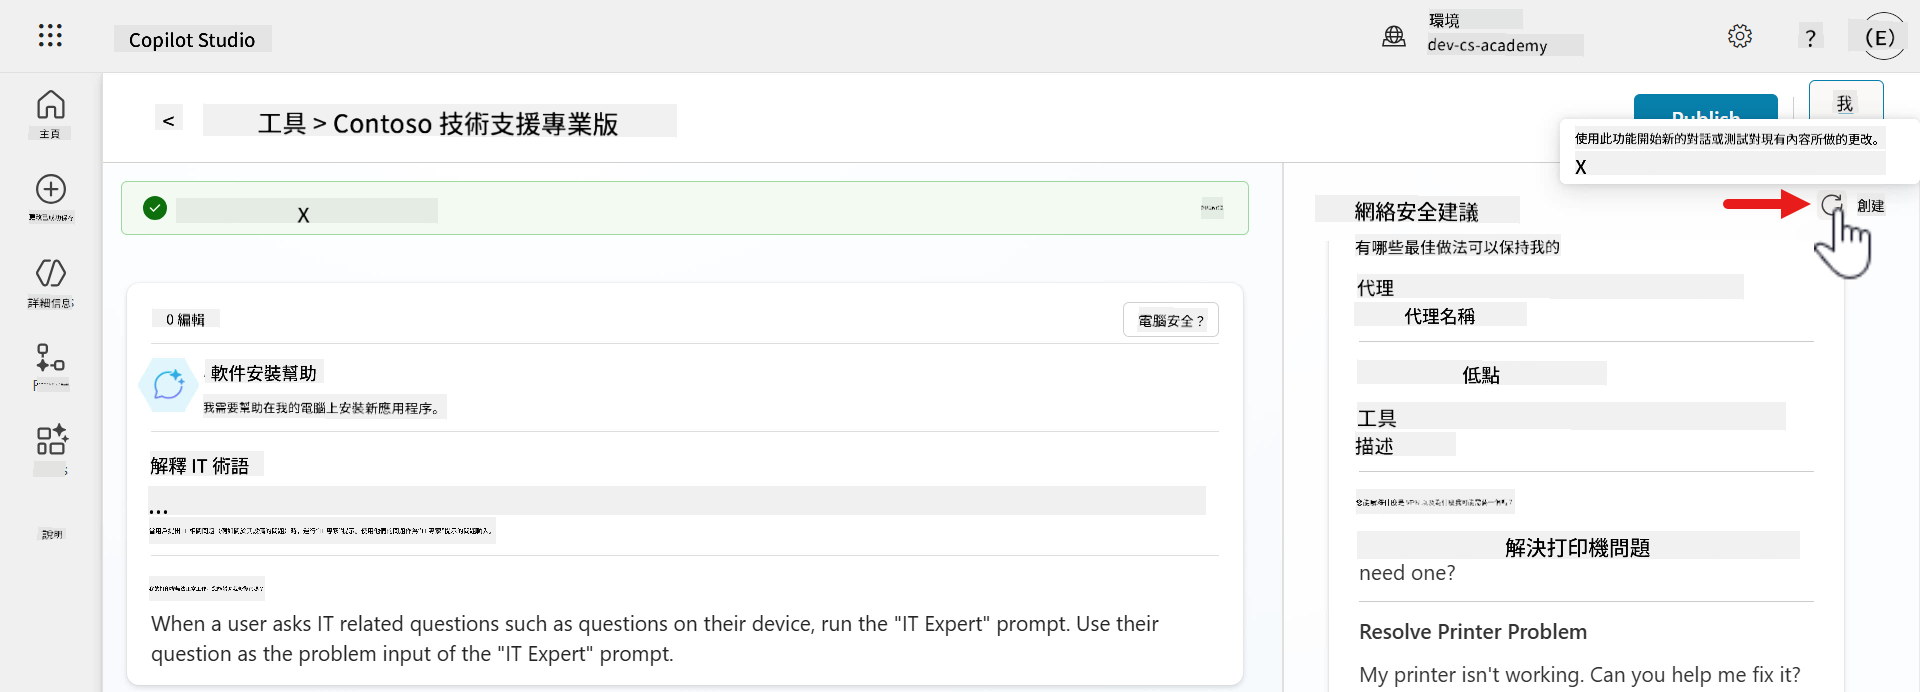 Copilot Studio
環境
dev-cs-academy
?
(E)
主頁
更改已成功保存
詳細信息
說明
<
工具 > Contoso 技術支援專業版
Publish
我
使用此功能開始新的對話或測試對現有內容所做的更改。
X
X
0 編輯
電腦安全？
軟件安裝幫助
我需要幫助在我的電腦上安裝新應用程序。
解釋 IT 術語
...
When a user asks IT related questions such as questions on their device, run the "IT Expert" prompt. Use their
question as the problem input of the "IT Expert" prompt.
網絡安全建議
創建
有哪些最佳做法可以保持我的
代理
代理名稱
低點
工具
描述
解決打印機問題
need one?
Resolve Printer Problem
My printer isn't working. Can you help me fix it?